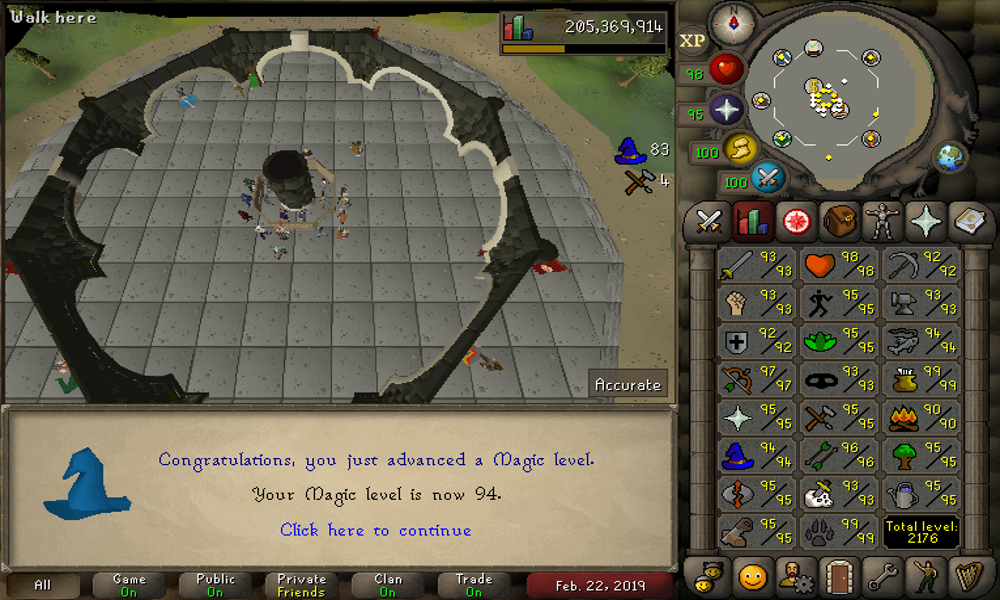 Walk here
205,369,914
XP
N
98
95
100
100
83
4
Accurate
Congratulations, you just advanced a Magic level.
Your Magic level is now 94.
Click here to continue
93/93 98/98 92/92
93/93 95/95 93/93
92/92 95/95 94/94
97/97 93/93 99/99
95/95 95/95 90/90
94/94 96/96 95/95
95/95 93/93 95/95
95/95 99/99 Total level:
2176
All
Game
On
Public
On
Private
Friends
Clan
On
Trade
On
Feb. 22, 2019